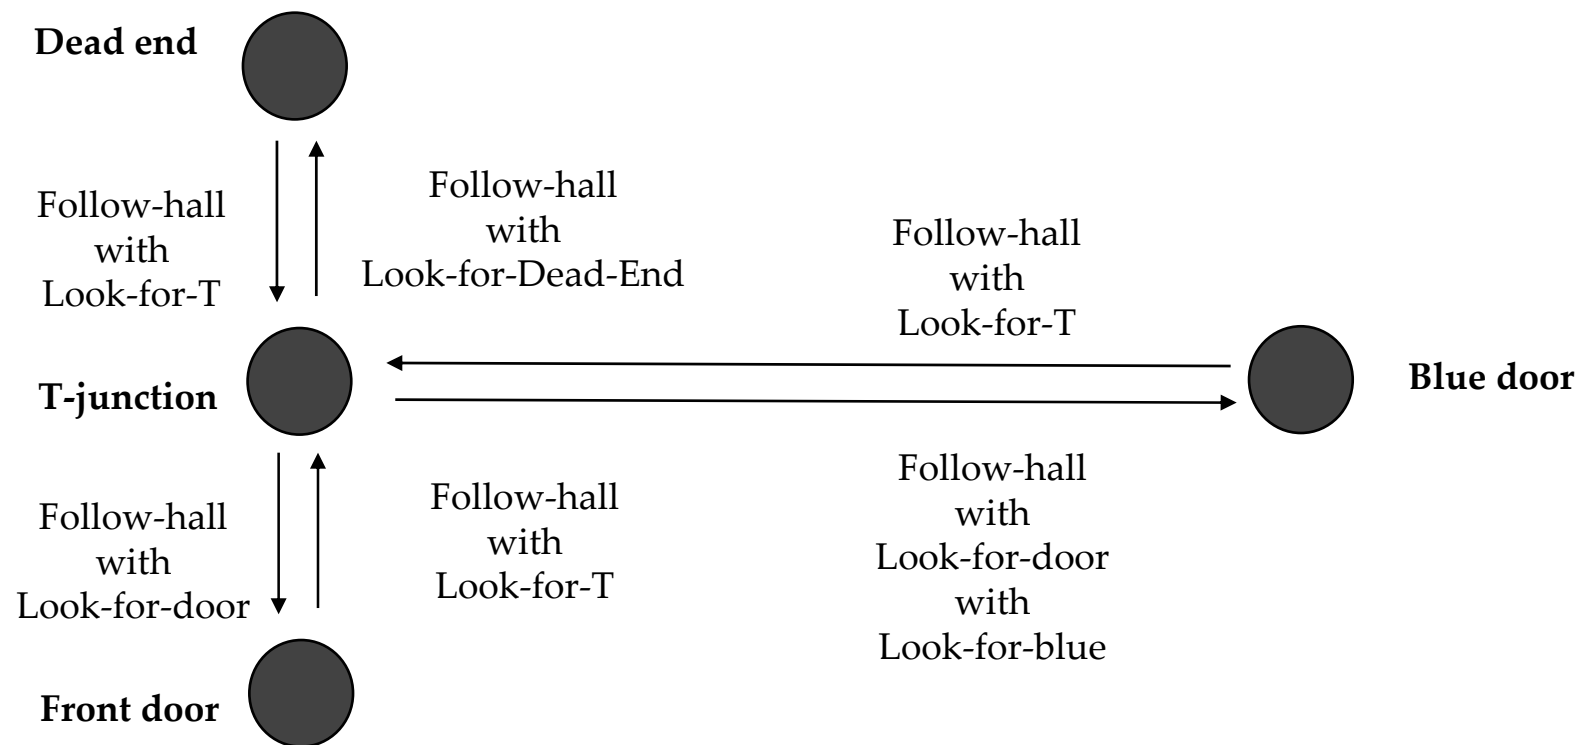 Dead end
Follow-hall
with
Look-for-T
Follow-hall
with
Look-for-Dead-End
Follow-hall
with
Look-for-T
T-junction
Blue door
Follow-hall
with
Look-for-door
Follow-hall
with
Look-for-T
Follow-hall
with
Look-for-door
with
Look-for-blue
Front door